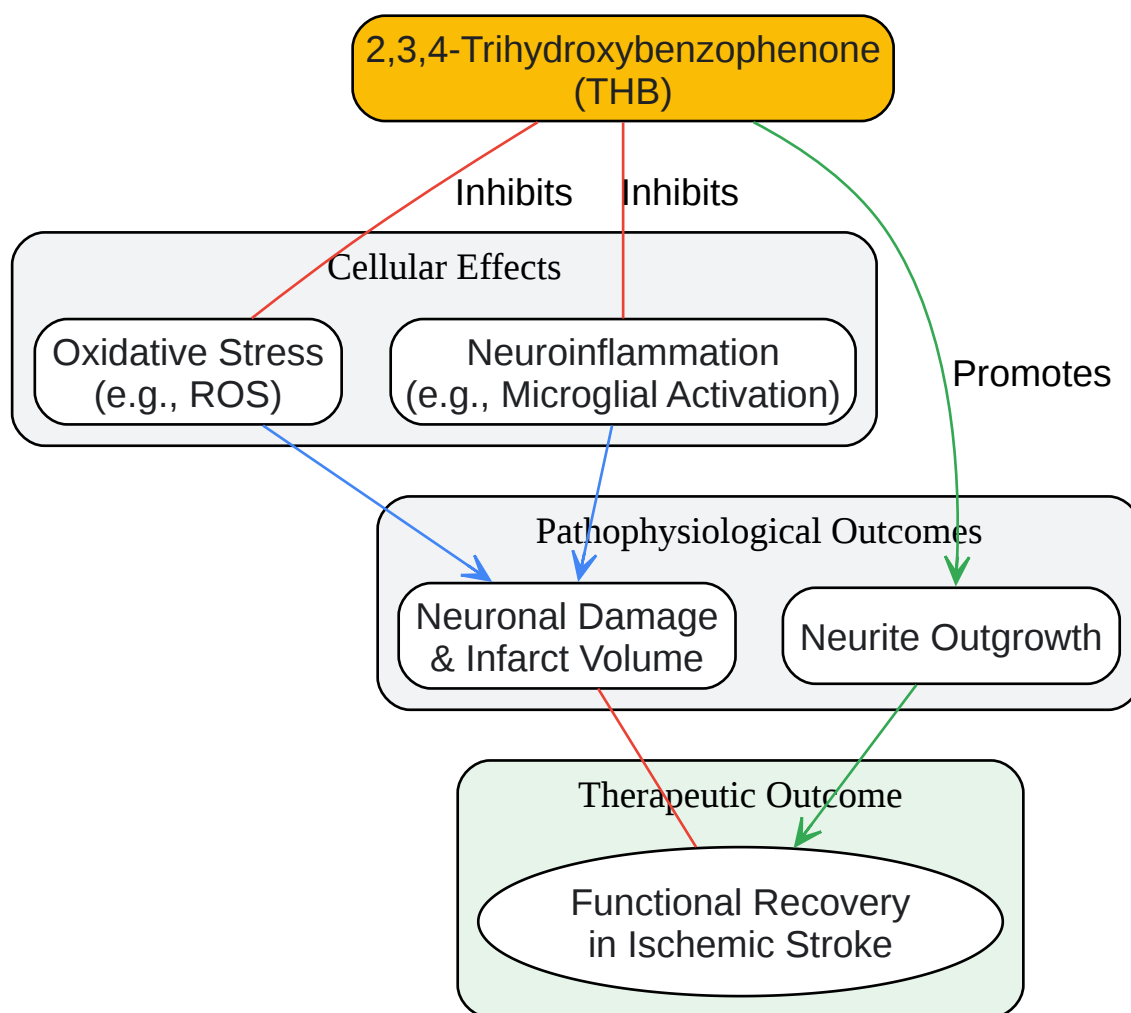 2,3,4-Trihydroxybenzophenone
(THB)
Inhibits
Inhibits
Cellular Effects
Oxidative Stress
(e.g., ROS)
Neuroinflammation
(e.g., Microglial Activation)
Promotes
Pathophysiological Outcomes
Neuronal Damage
& Infarct Volume
Neurite Outgrowth
Therapeutic Outcome
Functional Recovery
in Ischemic Stroke